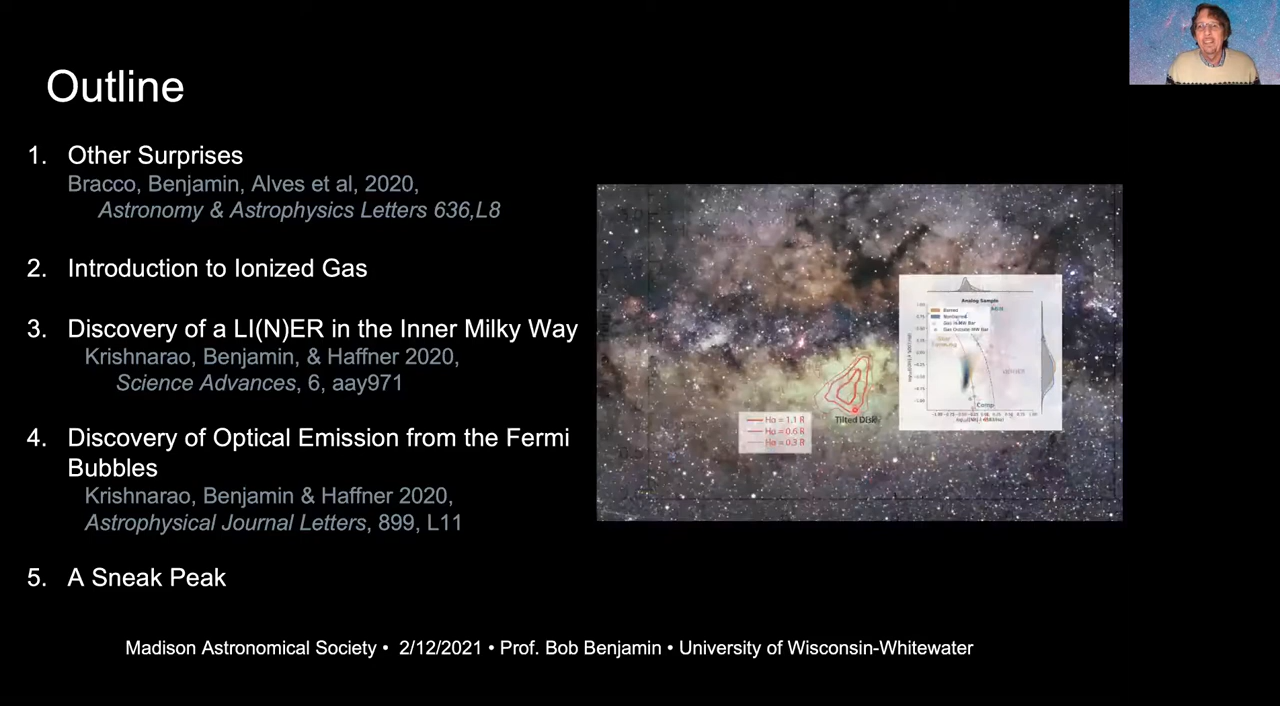 Outline
1. Other Surprises
Bracco, Benjamin, Alves et al, 2020,
Astronomy & Astrophysics Letters 636,L8
2. Introduction to Ionized Gas
3. Discovery of a LI(N)ER in the Inner Milky Way
Krishnarao, Benjamin, & Haffner 2020,
Science Advances, 6, aay971
4. Discovery of Optical Emission from the Fermi
Bubbles
Krishnarao, Benjamin & Haffner 2020,
Astrophysical Journal Letters, 899, L11
5. A Sneak Peak
Hα = 1.1 R
Hα = 0.6 R
Hα = 0.3 R
Tilted Disk
Analog Sample
Barred
Madison Astronomical Society • 2/12/2021 • Prof. Bob Benjamin • University of Wisconsin-Whitewater